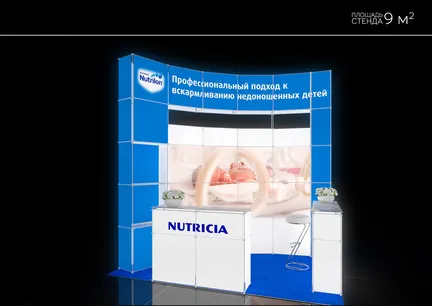 ПЛОЩАДЬ
СТЕНДА 9 м²
Nutrilon
Профессиональный подход к
вскармливанию недоношенных детей
NUTRICIA